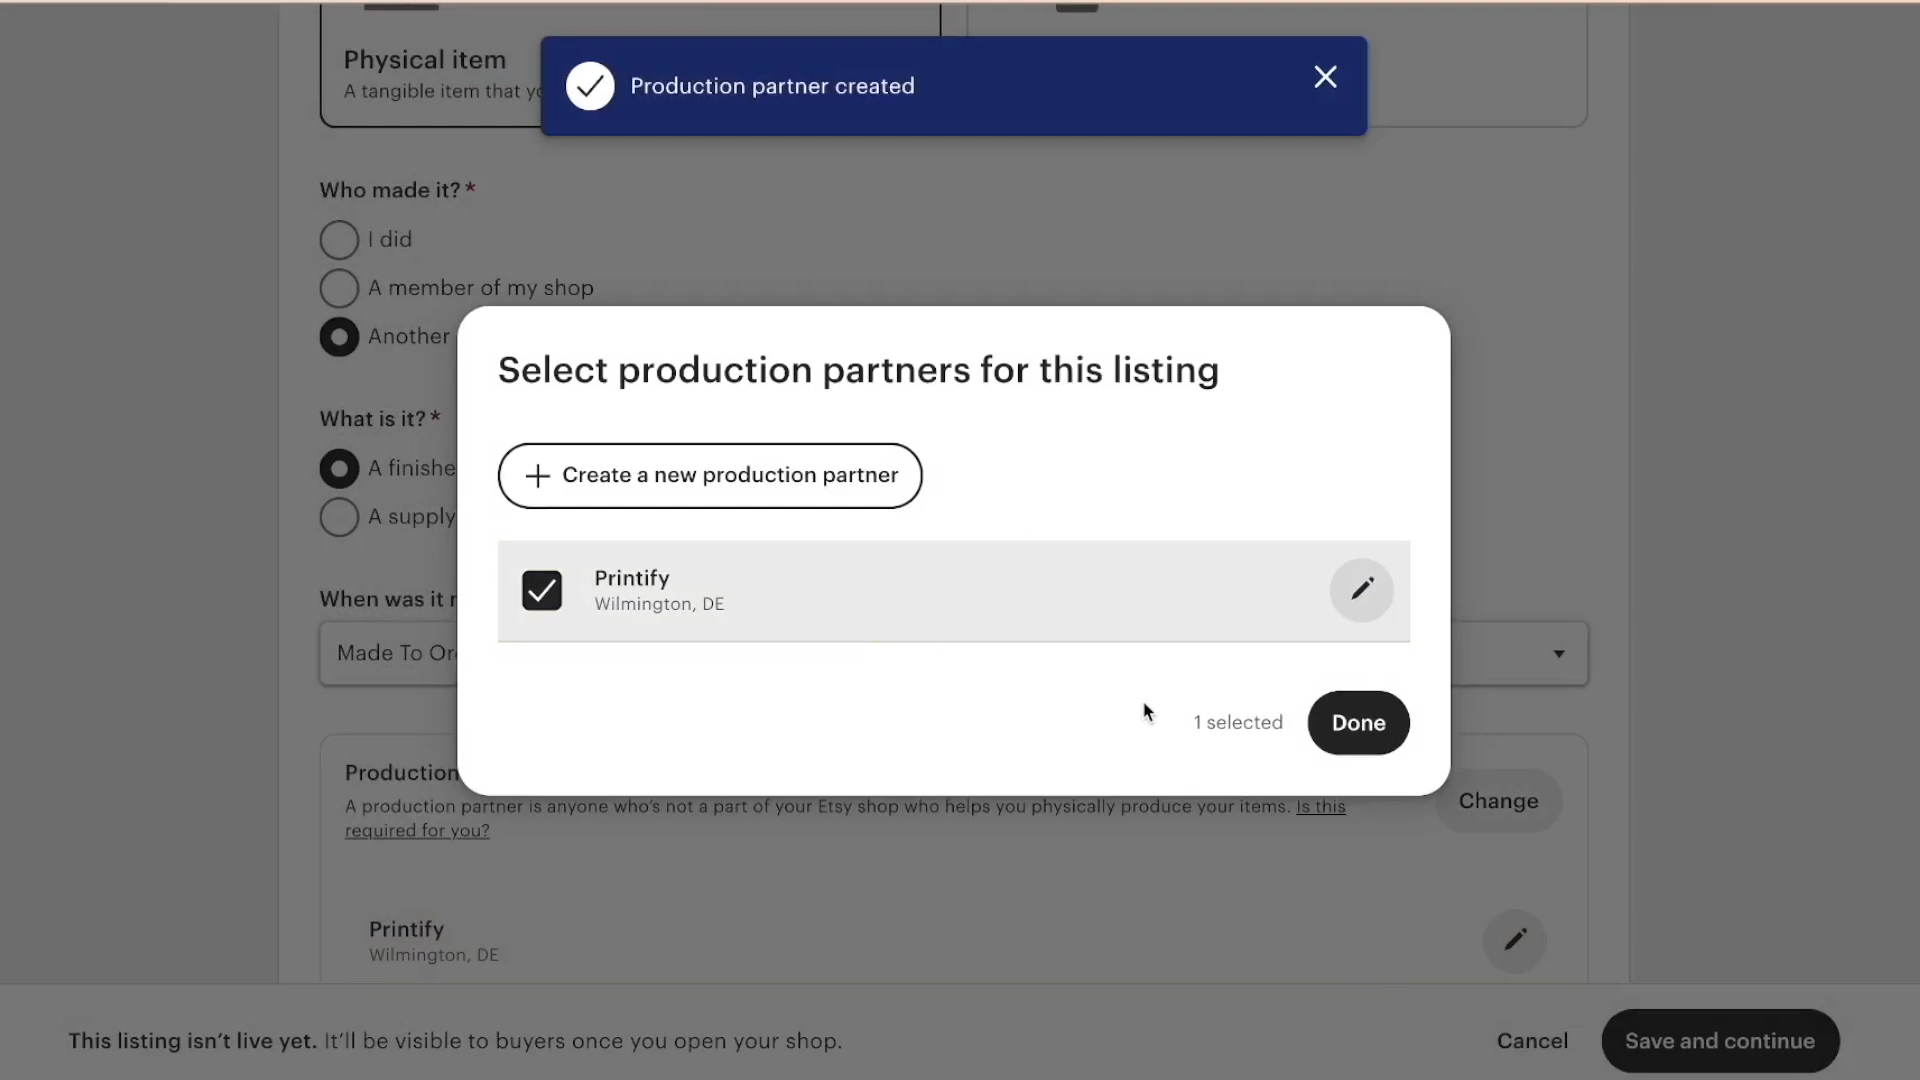 Physical item
A tangible item that yo
Production partner created
Who made it? *
I did
A member of my shop
Another
What is it? *
A finishe
A supply
When was it r
Made To Or
Select production partners for this listing
Create a new production partner
Printify
Wilmington, DE
1 selected
Done
Production
A production partner is anyone who's not a part of your Etsy shop who helps you physically produce your items. Is this
required for you?
Change
Printify
Wilmington, DE
This listing isn't live yet. It'll be visible to buyers once you open your shop.
Cancel
Save and continue